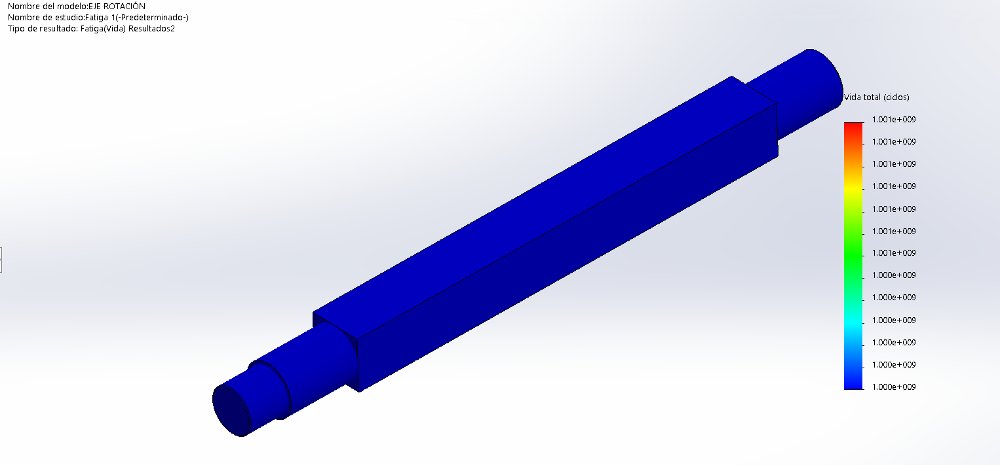 Nombre del modelo:EJE ROTACIÓN
Nombre de estudio:Fatiga 1(-Predeterminado-)
Tipo de resultado: Fatiga(Vida) Resultados2
Vida total (ciclos)
1.001e+009
1.001e+009
1.001e+009
1.001e+009
1.001e+009
1.001e+009
1.001e+009
1.000e+009
1.000e+009
1.000e+009
1.000e+009
1.000e+009
1.000e+009